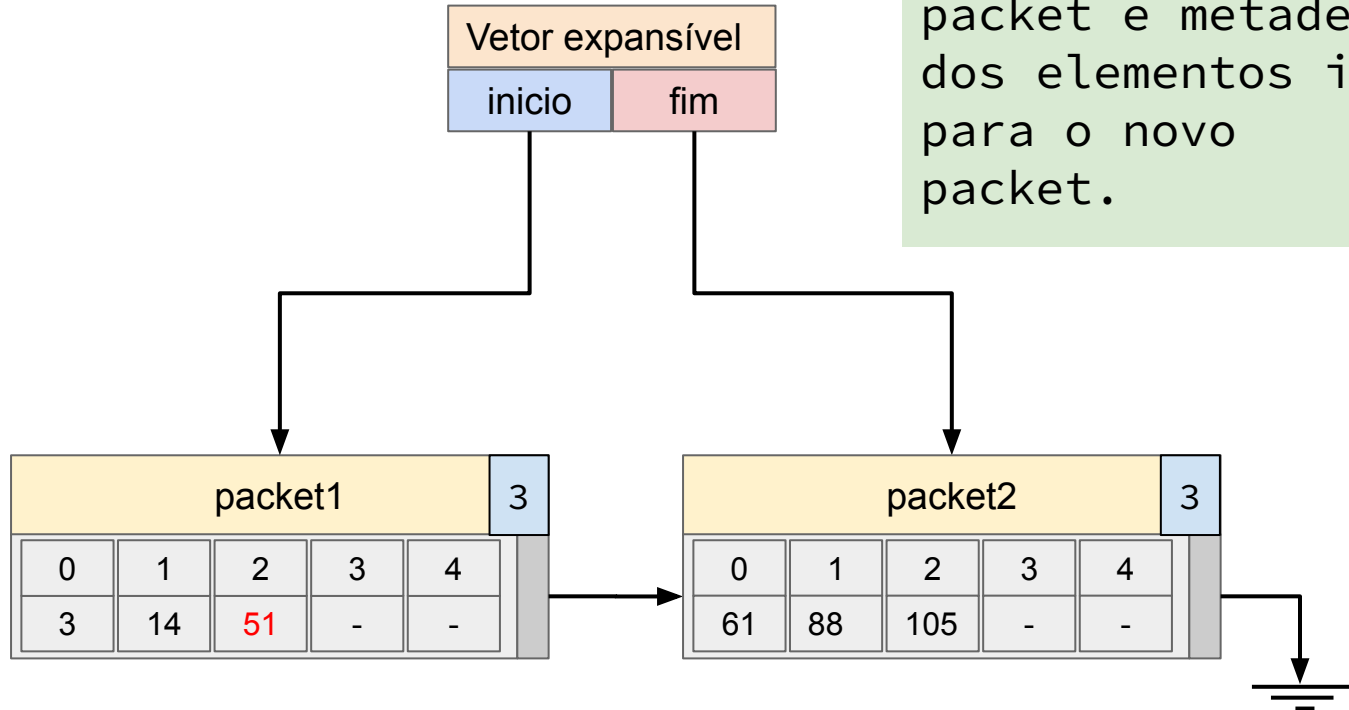 Vetor expansível
inicio fim
packet e metade
dos elementos i
para o novo
packet.
packet1 3
0 1 2 3 4
3 14 51 - -
packet2 3
0 1 2 3 4
61 88 105 - -